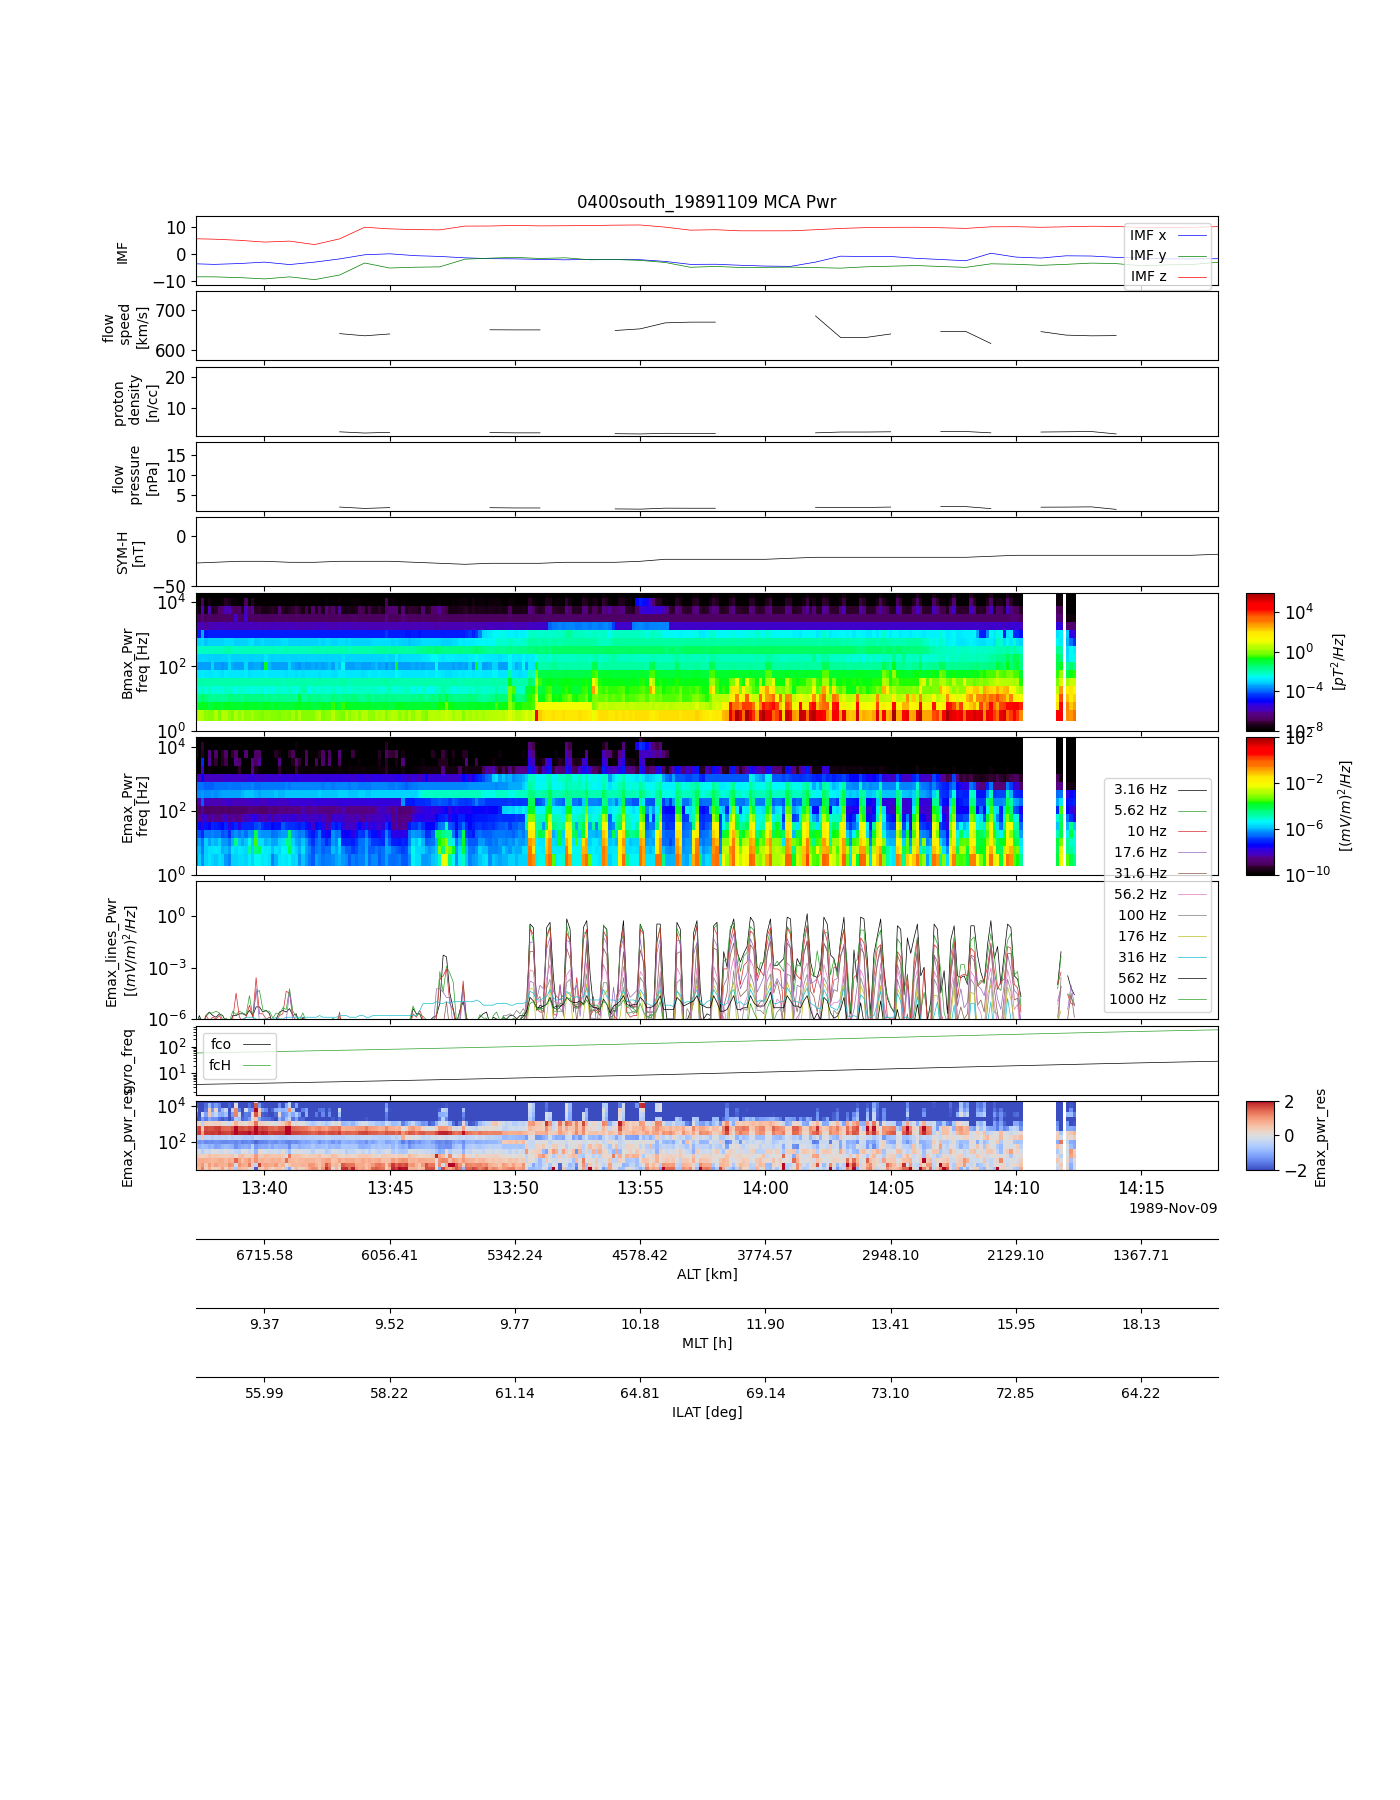 0400south_19891109 MCA Pwr
IMF
10
0
−10
IMF x
IMF y
IMF z
flow
speed
[km/s]
700
600
proton
density
[n/cc]
20
10
flow
pressure
[nPa]
15
10
5
SYM-H
[nT]
0
−50
Bmax_Pwr
freq [Hz]
10^4
10^2
10^0
10^4
10^0
10^−4
10^−8
[pT^2/Hz]
Emax_Pwr
freq [Hz]
10^4
10^2
10^0
10^2
10^−2
10^−6
10^−10
[(mV/m)^2/Hz]
3.16 Hz
5.62 Hz
10 Hz
17.6 Hz
31.6 Hz
56.2 Hz
100 Hz
176 Hz
316 Hz
562 Hz
1000 Hz
Emax_lines_Pwr
[(mV/m)^2/Hz]
10^0
10^−3
10^−6
gyro_freq
10^2
10^1
fco
fcH
Emax_pwr_res
10^4
10^2
2
0
−2
Emax_pwr_res
13:40 13:45 13:50 13:55 14:00 14:05 14:10 14:15
1989-Nov-09
6715.58 6056.41 5342.24 4578.42 3774.57 2948.10 2129.10 1367.71
ALT [km]
9.37 9.52 9.77 10.18 11.90 13.41 15.95 18.13
MLT [h]
55.99 58.22 61.14 64.81 69.14 73.10 72.85 64.22
ILAT [deg]